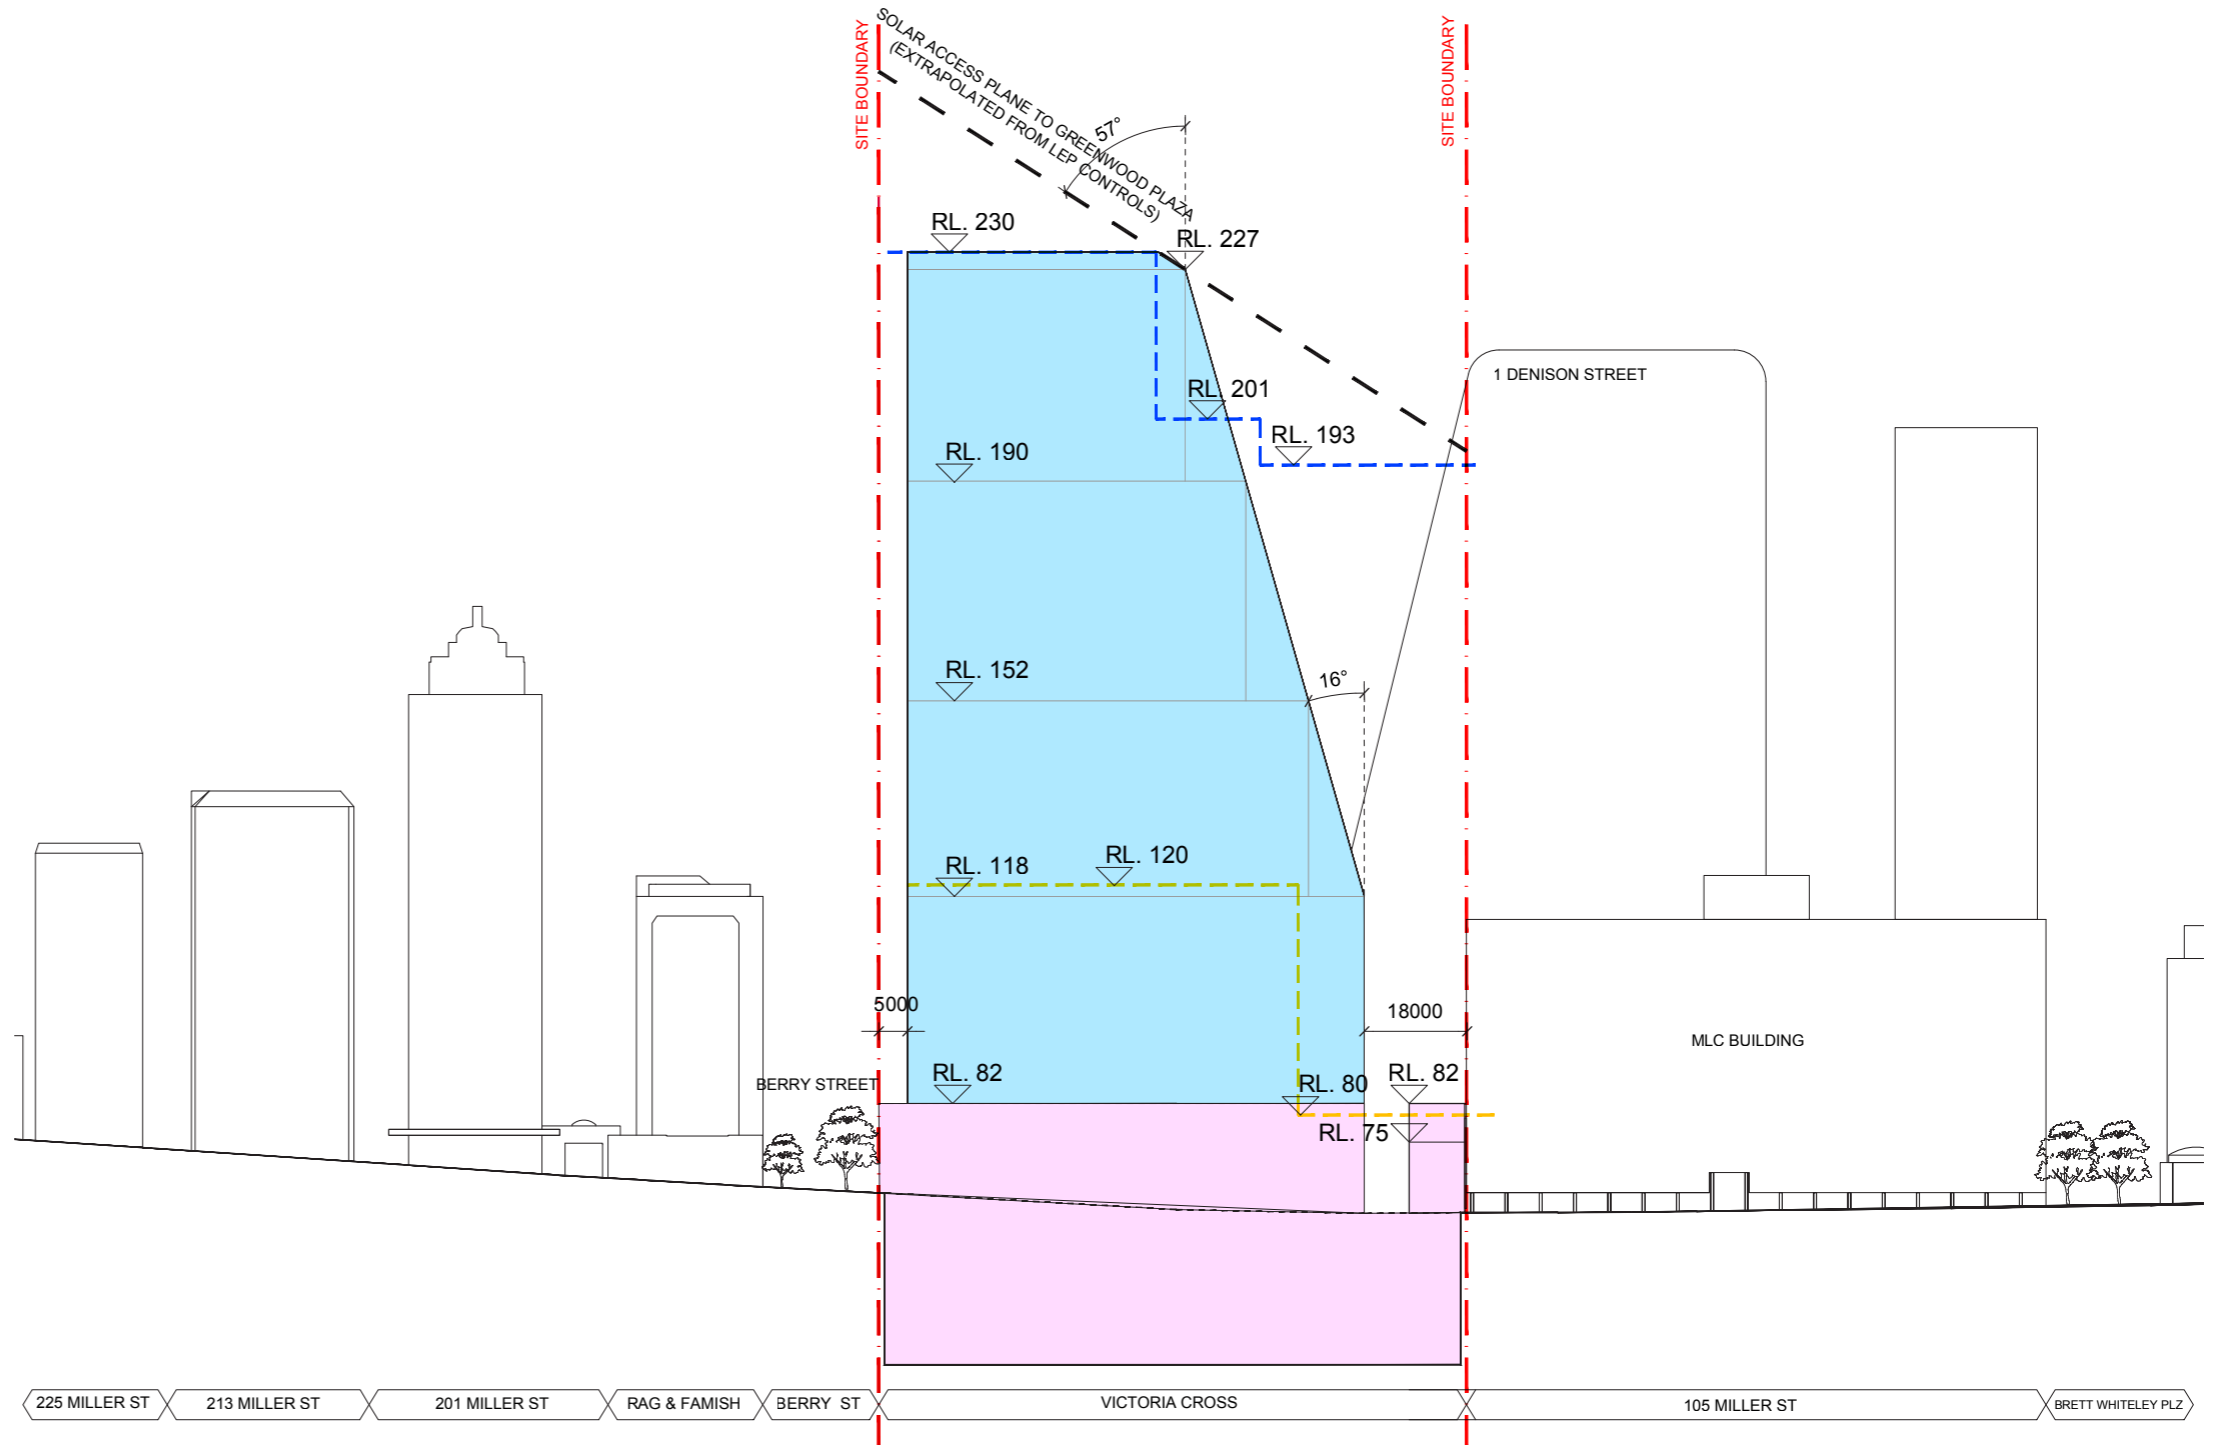 SITE BOUNDARY
SOLAR ACCESS PLANE TO GREENWOOD PLAZA
(EXTRAPOLATED FROM LEP CONTROLS)
SITE BOUNDARY
57°
RL. 230
RL. 227
1 DENISON STREET
RL. 201
RL. 193
RL. 190
RL. 152
16°
RL. 118
RL. 120
5000
18000
MLC BUILDING
BERRY STREET
RL. 82
RL. 80
RL. 82
RL. 75
225 MILLER ST
213 MILLER ST
201 MILLER ST
RAG & FAMISH
BERRY ST
VICTORIA CROSS
105 MILLER ST
BRETT WHITELEY PLZ